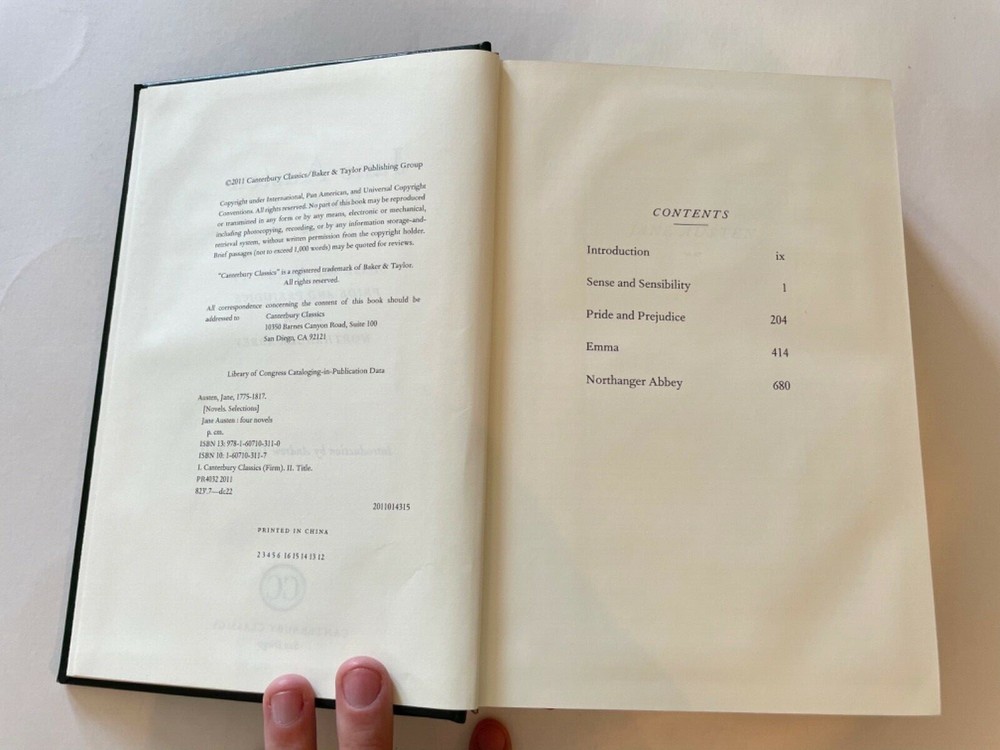 ©2011 Canterbury Classics/Baker & Taylor Publishing Group
Copyright under International, Pan American, and Universal Copyright
Conventions. All rights reserved. No part of this book may be reproduced
or transmitted in any form or by any means, electronic or mechanical,
including photocopying, recording, or by any information storage-and-
retrieval system, without written permission from the copyright holder.
Brief passages (not to exceed 1,000 words) may be quoted for reviews.
"Canterbury Classics" is a registered trademark of Baker & Taylor.
All rights reserved.
All correspondence concerning the content of this book should be
addressed to Canterbury Classics
10350 Barnes Canyon Road, Suite 100
San Diego, CA 92121
Library of Congress Cataloging-in-Publication Data
Austen, Jane, 1775-1817.
[Novels. Selections]
Jane Austen : four novels
p. cm.
ISBN 13: 978-1-60710-311-0
ISBN 10: 1-60710-311-7
I. Canterbury Classics (Firm). II. Title.
PR4032 2011
823'.7—dc22
2011014315
PRINTED IN CHINA
2 3 4 5 6 16 15 14 13 12
CONTENTS
Introduction ix
Sense and Sensibility 1
Pride and Prejudice 204
Emma 414
Northanger Abbey 680